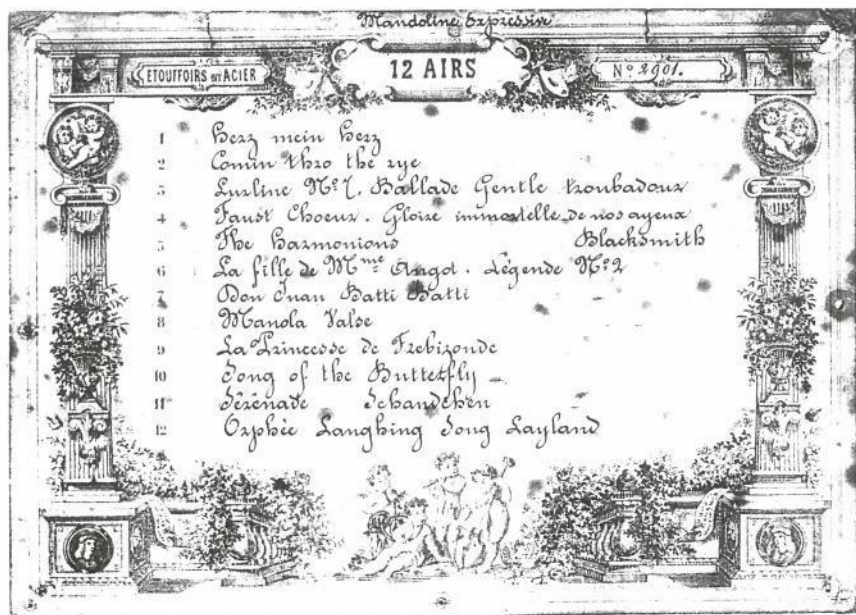 Mandoline Expressive
ETOUFFOIRS EN ACIER
12 AIRS
Nº 2901.
1 Herz mein Herz
2 Comin thro the rye
3 Lurline Nº 7. Ballade Gentle troubadour
4 Faust Choeur. Gloire immortelle de nos ayeux
5 The Harmonions Blacksmith
6 La fille de Mme Angot. Légende Nº 2
7 Don Juan Batti Batti
8 Manola Valse
9 La Princesse de Trebizonde
10 Song of the Butterfly
11 Sérénade Schandchen
12 Orphée Laughing Song Layland